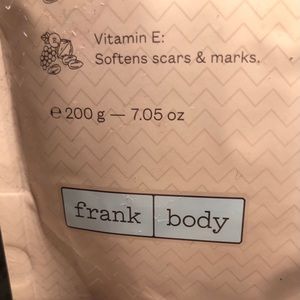 Vitamin E:
Softens scars & marks.
℮ 200 g — 7.05 oz
frank body